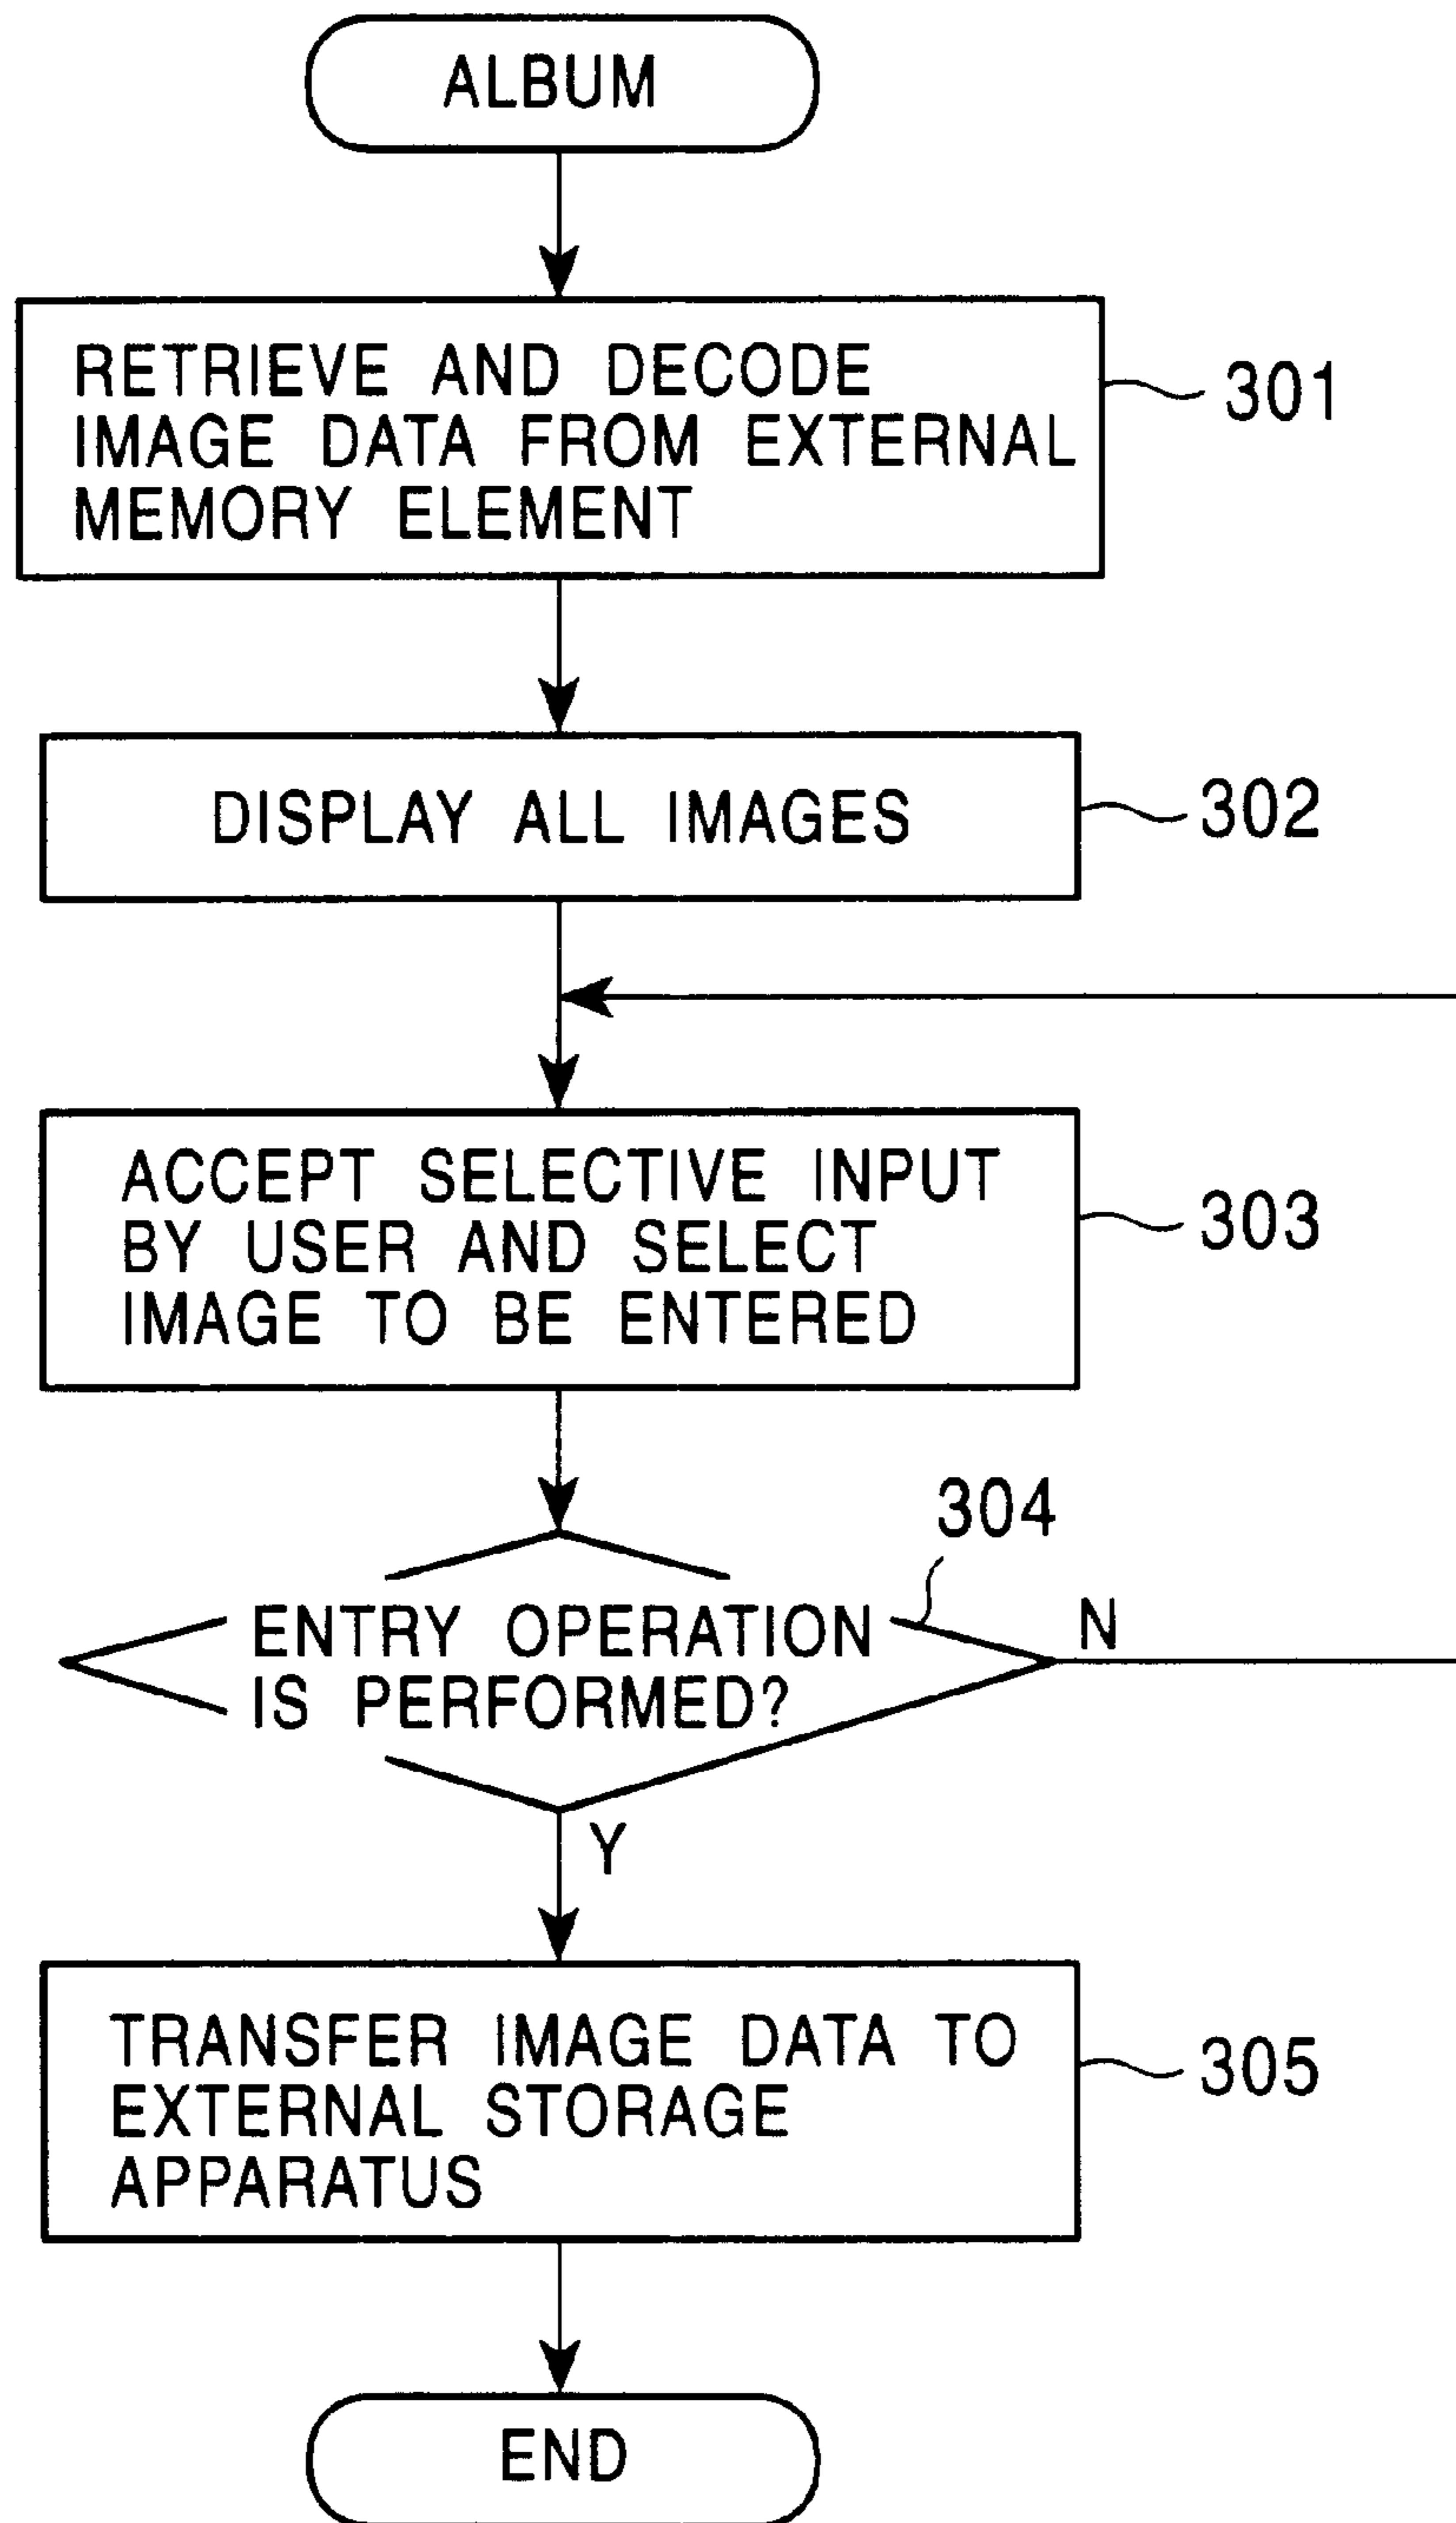 ALBUM
RETRIEVE AND DECODE
IMAGE DATA FROM EXTERNAL
MEMORY ELEMENT
301
DISPLAY ALL IMAGES
302
ACCEPT SELECTIVE INPUT
BY USER AND SELECT
IMAGE TO BE ENTERED
303
304
ENTRY OPERATION
IS PERFORMED?
N
Y
TRANSFER IMAGE DATA TO
EXTERNAL STORAGE
APPARATUS
305
END